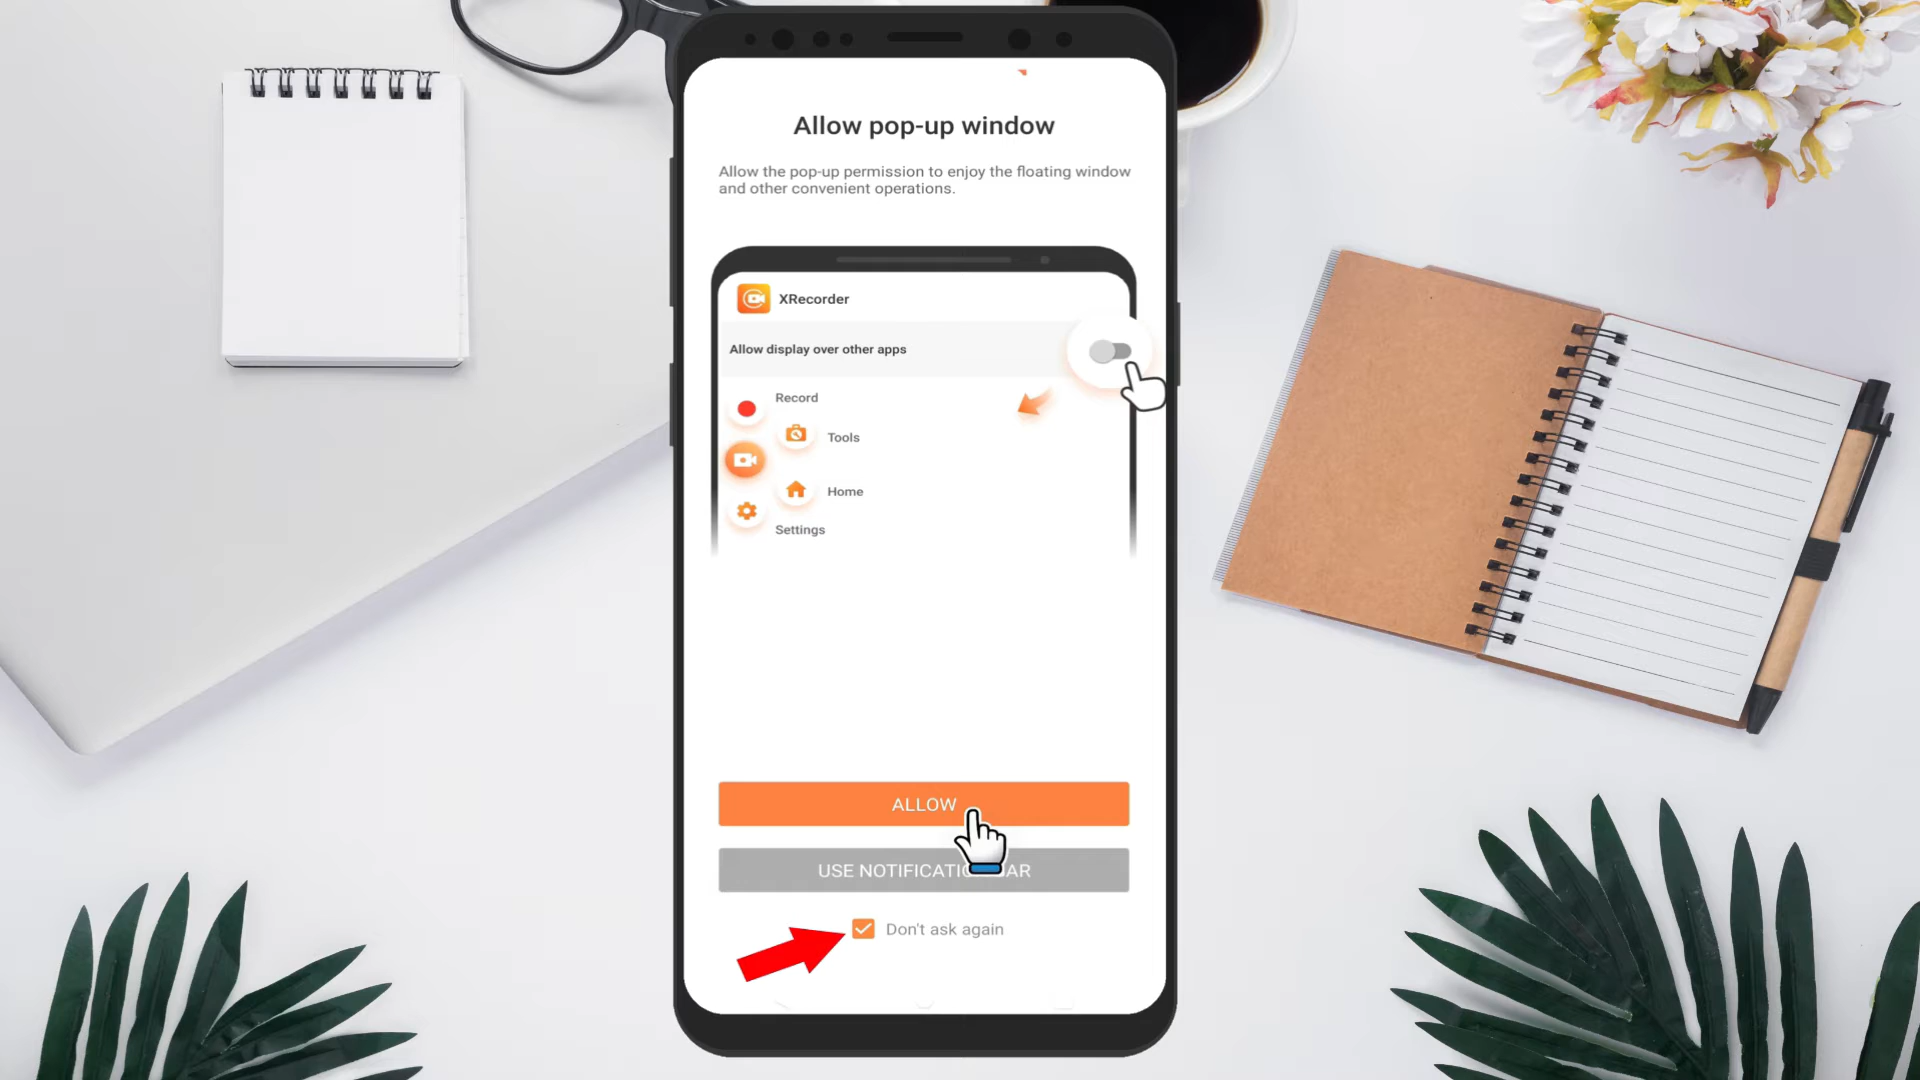 Allow pop-up window
Allow the pop-up permission to enjoy the floating window
and other convenient operations.
XRecorder
Allow display over other apps
Record
Tools
Home
Settings
ALLOW
USE NOTIFICATI AR
Don't ask again